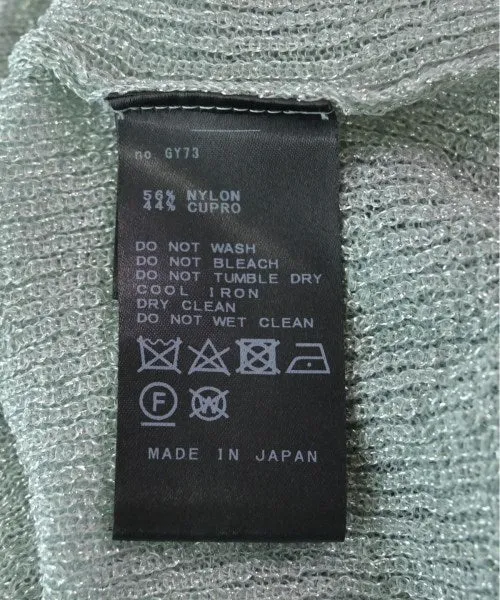 no GY73
56% NYLON
44% CUPRO
DO NOT WASH
DO NOT BLEACH
DO NOT TUMBLE DRY
COOL IRON
DRY CLEAN
DO NOT WET CLEAN
F W
MADE IN JAPAN